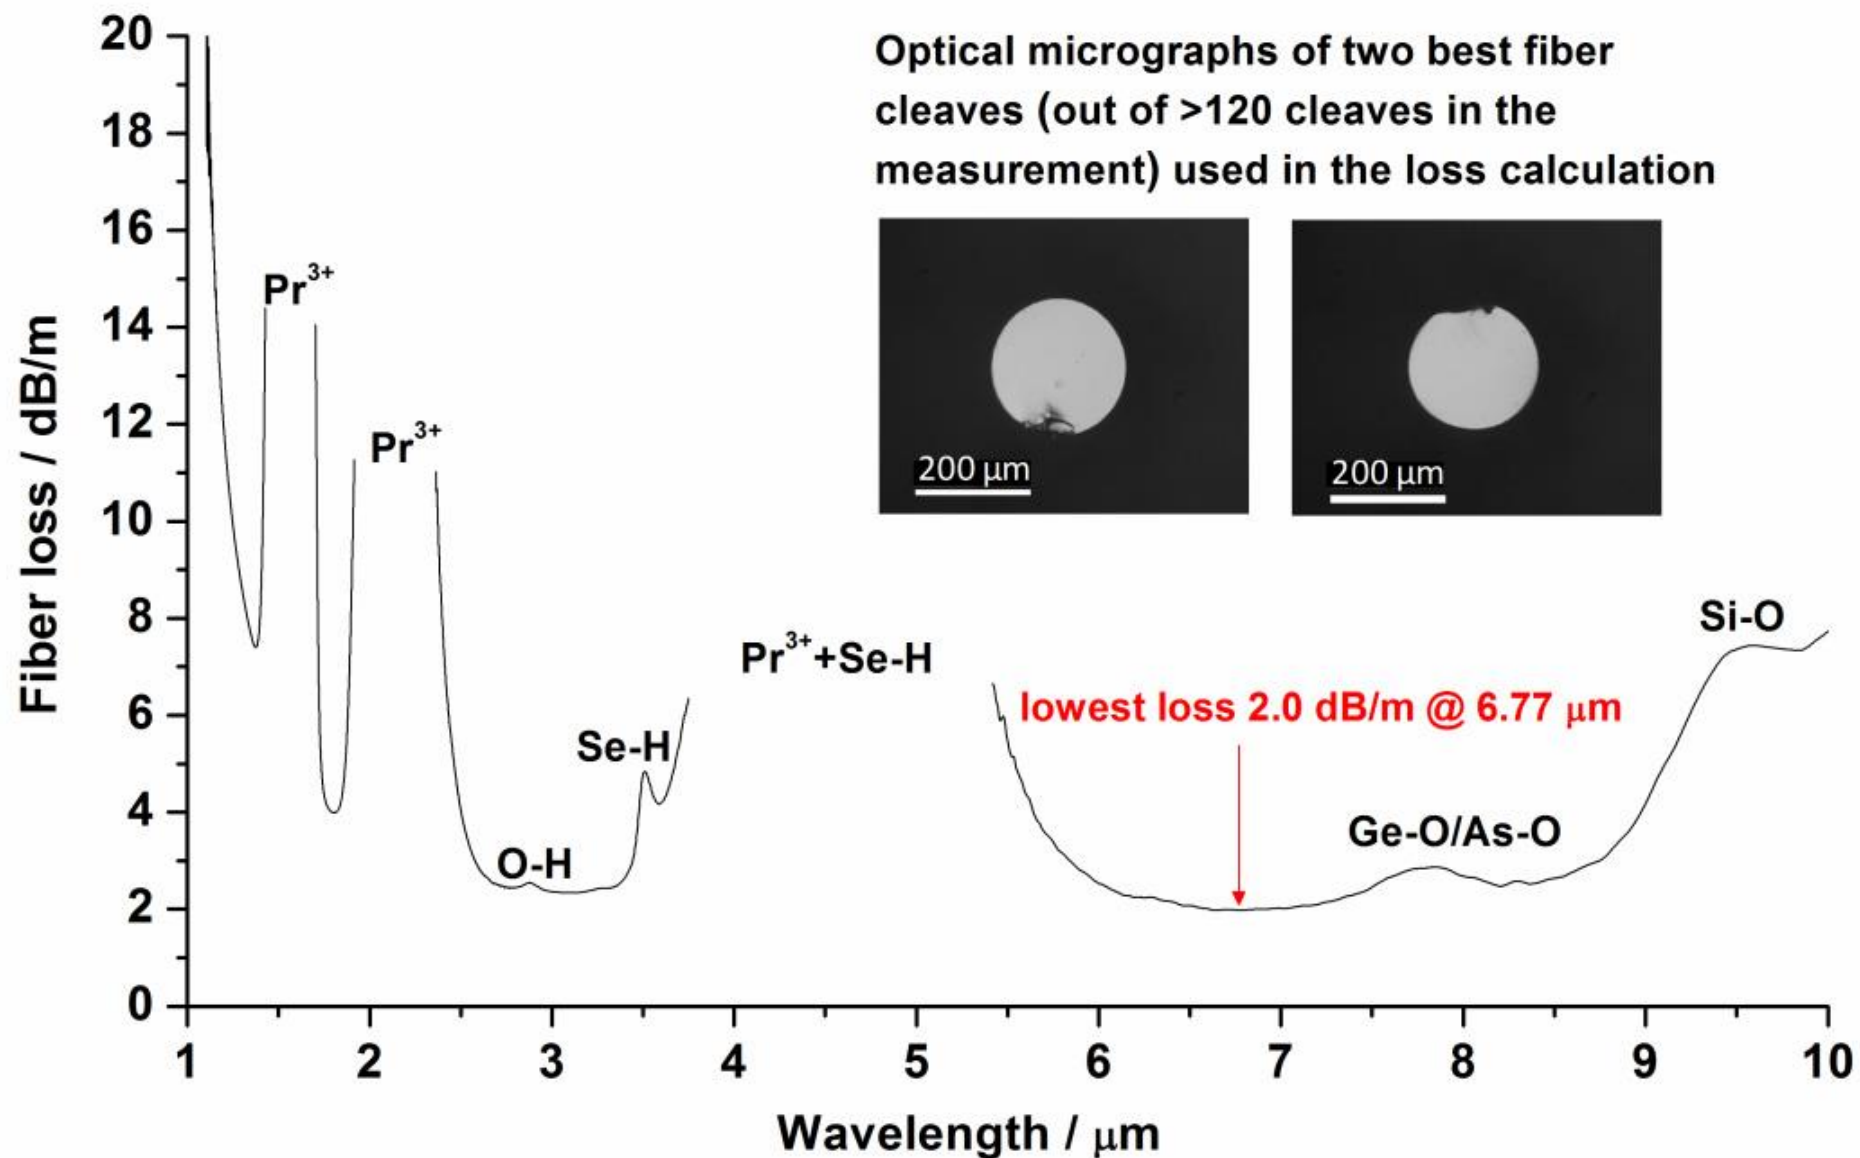 20
18
16
14
12
10
8
6
4
2
0
Fiber loss / dB/m
Optical micrographs of two best fiber
cleaves (out of >120 cleaves in the
measurement) used in the loss calculation
200 μm
200 μm
Pr³⁺
Pr³⁺
O-H
Se-H
Pr³⁺+Se-H
lowest loss 2.0 dB/m @ 6.77 μm
Ge-O/As-O
Si-O
1 2 3 4 5 6 7 8 9 10
Wavelength / μm